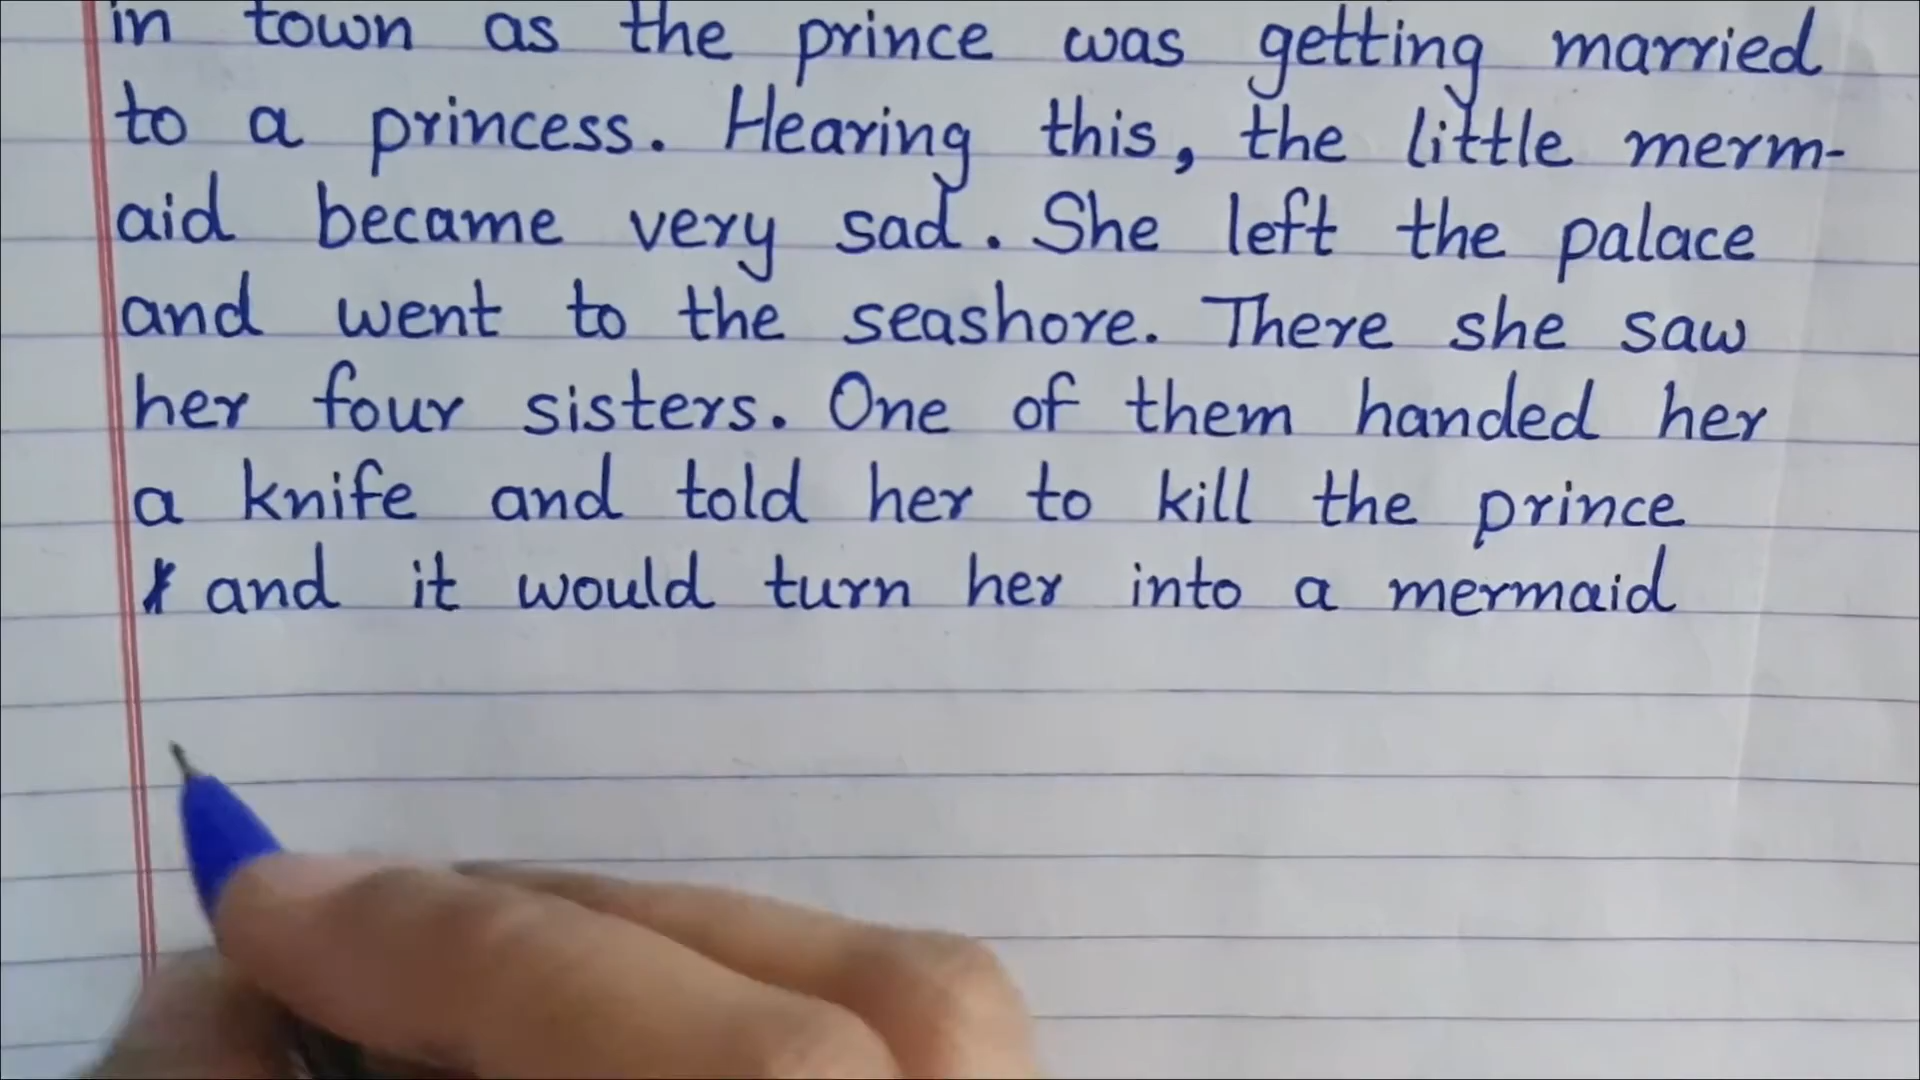 in town as the prince was getting married
to a princess. Hearing this, the little merm-
aid became very sad. She left the palace
and went to the seashore. There she saw
her four sisters. One of them handed her
a knife and told her to kill the prince
and it would turn her into a mermaid